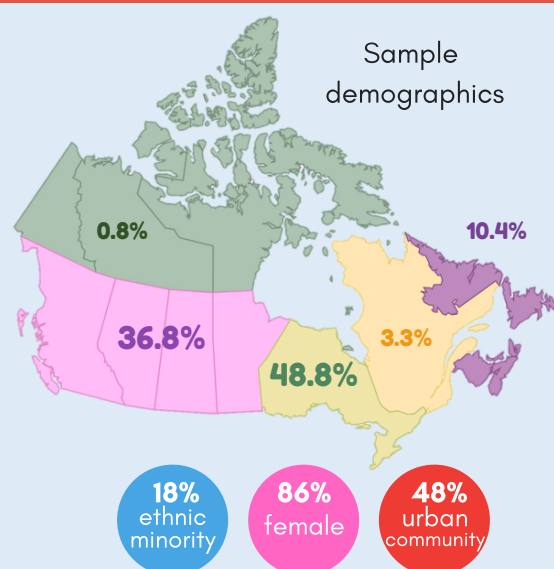 Sample
demographics
0.8%
10.4%
36.8%
3.3%
48.8%
18%
ethnic
minority
86%
female
48%
urban
community